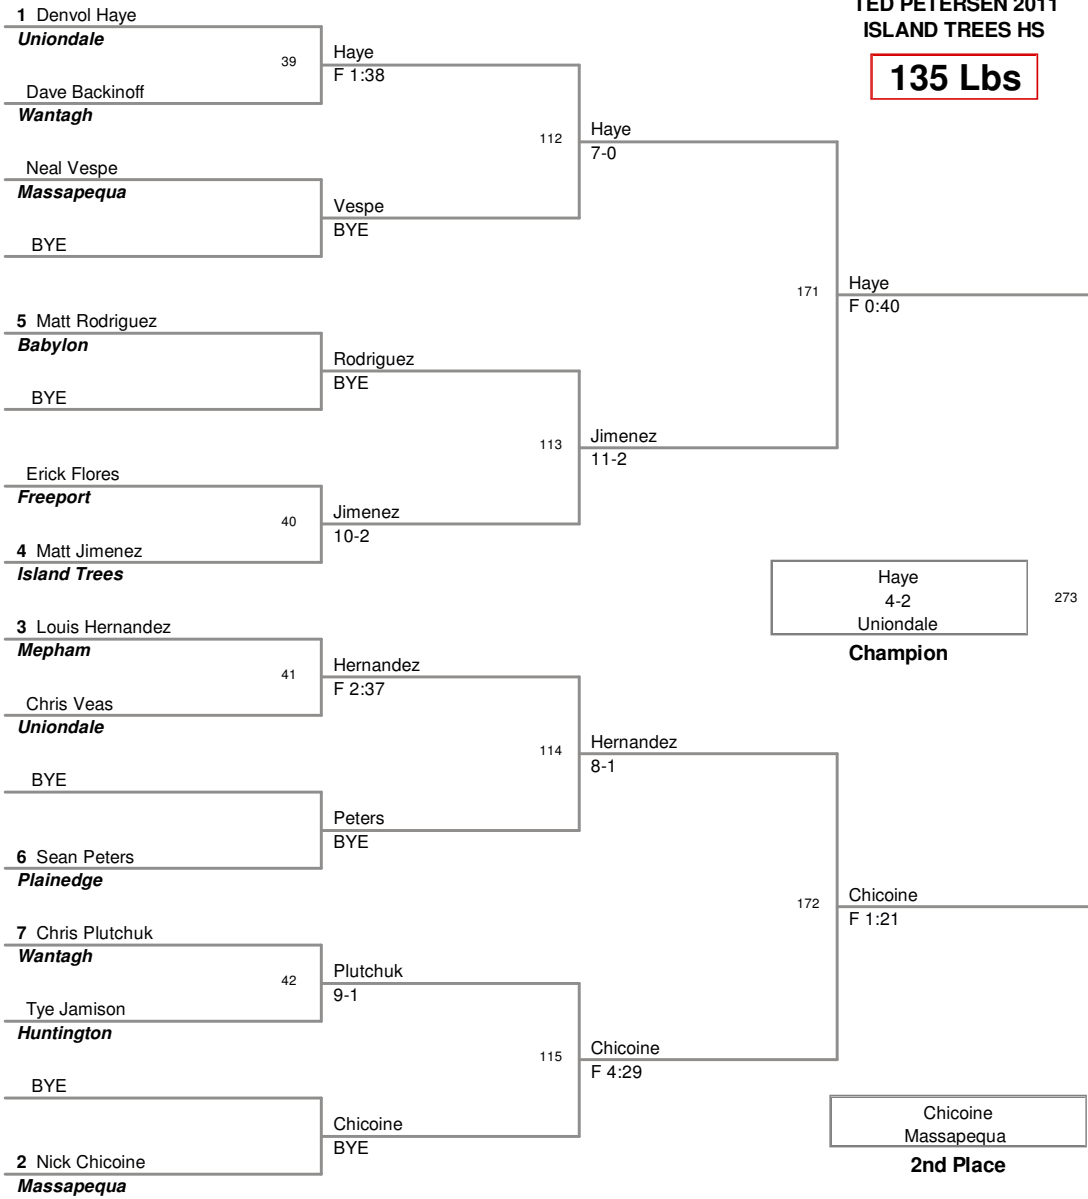 TED PETERSEN 2011
ISLAND TREES HS
135 Lbs
1 Denvol Haye
Uniondale
39
Haye
F 1:38
Dave Backinoff
Wantagh
112
Haye
7-0
Neal Vespe
Massapequa
Vespe
BYE
BYE
171
Haye
F 0:40
5 Matt Rodriguez
Babylon
Rodriguez
BYE
BYE
113
Jimenez
11-2
Erick Flores
Freeport
40
Jimenez
10-2
4 Matt Jimenez
Island Trees
Haye
4-2
Uniondale
273
Champion
3 Louis Hernandez
Mepham
41
Hernandez
F 2:37
Chris Veas
Uniondale
114
Hernandez
8-1
BYE
Peters
BYE
6 Sean Peters
Plainedge
172
Chicoine
F 1:21
7 Chris Plutchuk
Wantagh
42
Plutchuk
9-1
Tye Jamison
Huntington
115
Chicoine
F 4:29
BYE
Chicoine
BYE
2 Nick Chicoine
Massapequa
Chicoine
Massapequa
2nd Place